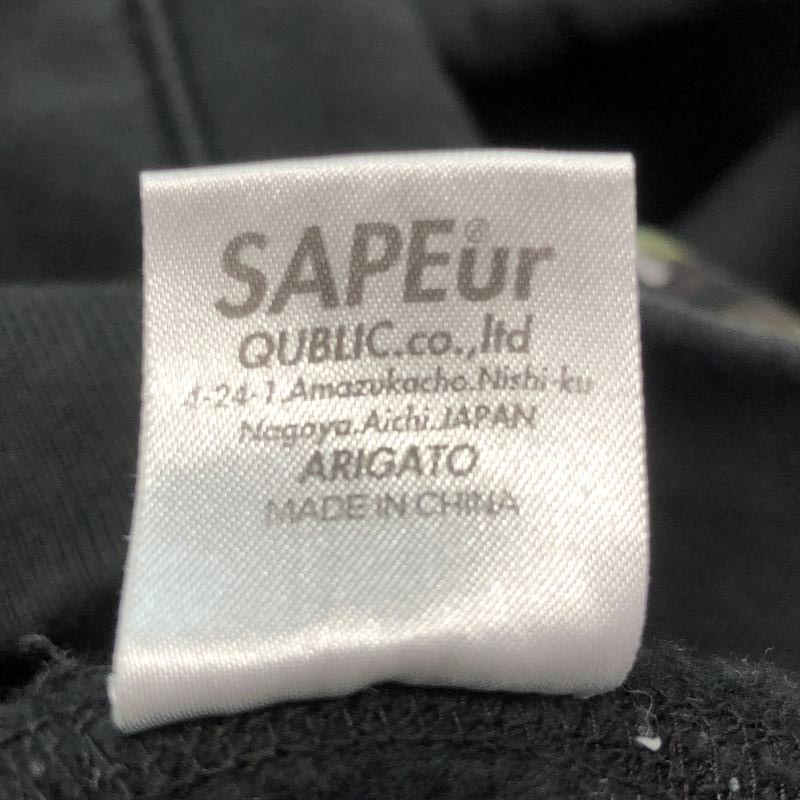 SAPEur®
QUBLIC.co.,ltd
4-24-1.Amazukacho.Nishi-ku
Nagoya.Aichi.JAPAN
ARIGATO
MADE IN CHINA